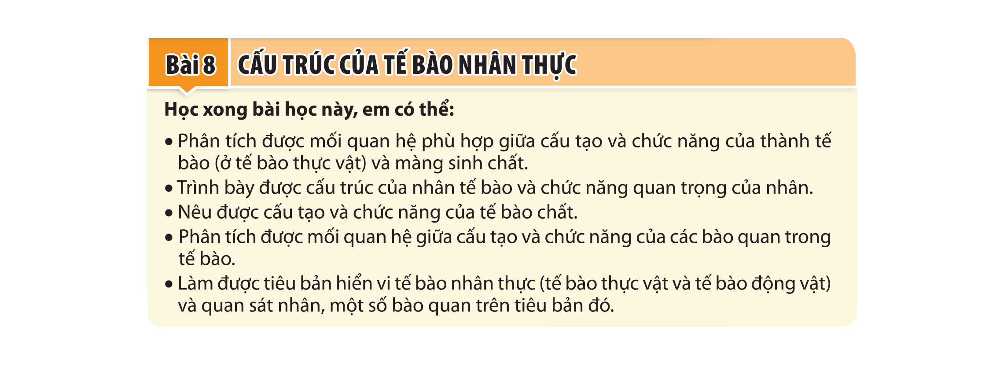 Bài 8
CẤU TRÚC CỦA TẾ BÀO NHÂN THỰC
Học xong bài học này, em có thể:
● Phân tích được mối quan hệ phù hợp giữa cấu tạo và chức năng của thành tế
bào (ở tế bào thực vật) và màng sinh chất.
● Trình bày được cấu trúc của nhân tế bào và chức năng quan trọng của nhân.
● Nêu được cấu tạo và chức năng của tế bào chất.
● Phân tích được mối quan hệ giữa cấu tạo và chức năng của các bào quan trong
tế bào.
● Làm được tiêu bản hiển vi tế bào nhân thực (tế bào thực vật và tế bào động vật)
và quan sát nhân, một số bào quan trên tiêu bản đó.